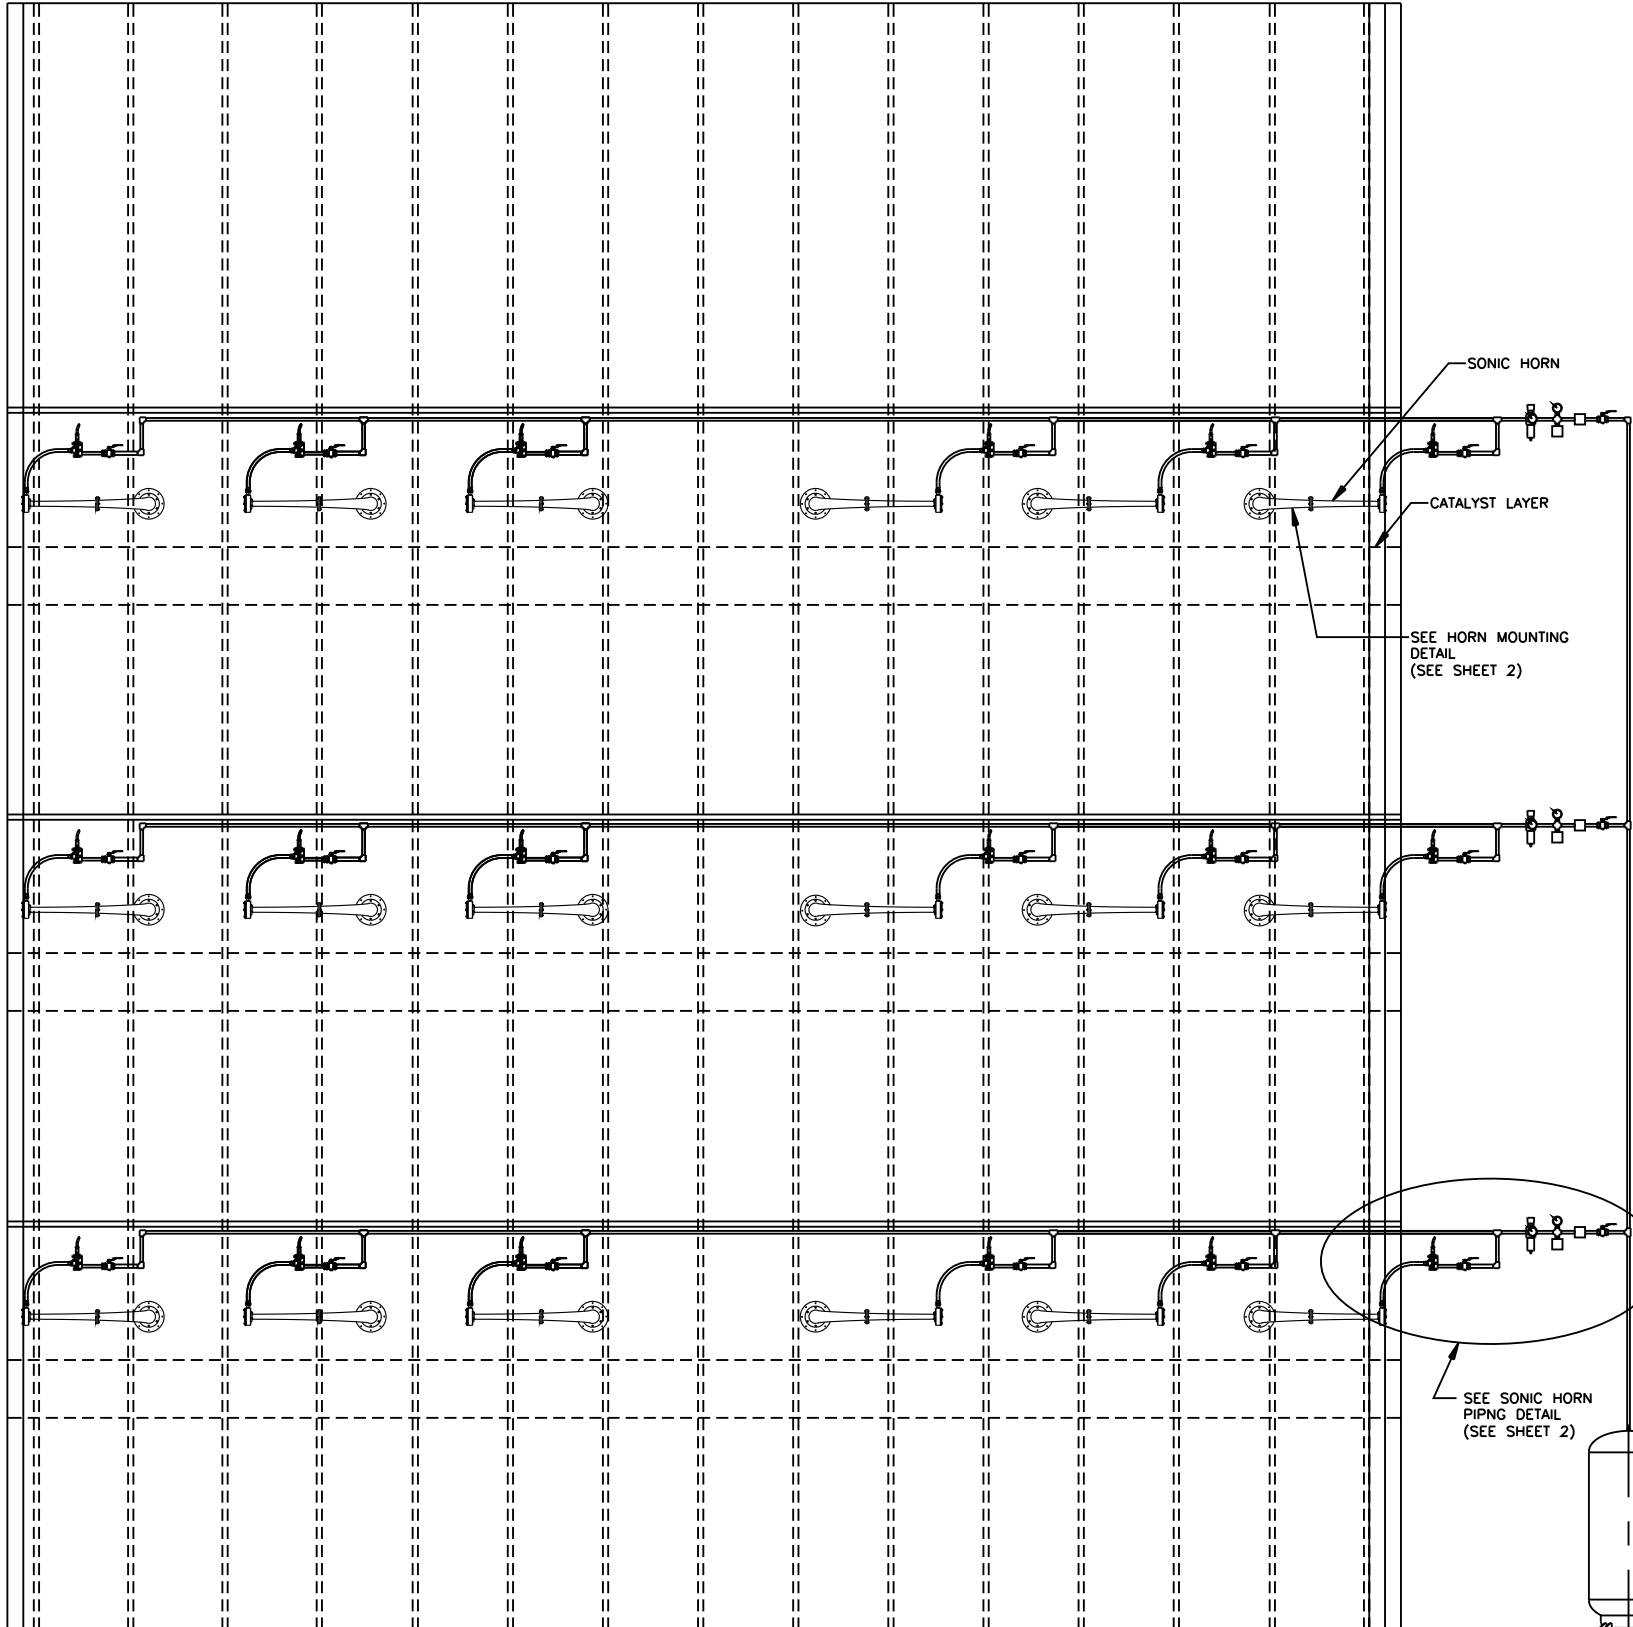 SONIC HORN
CATALYST LAYER
SEE HORN MOUNTING
DETAIL
(SEE SHEET 2)
SEE SONIC HORN
PIPNG DETAIL
(SEE SHEET 2)